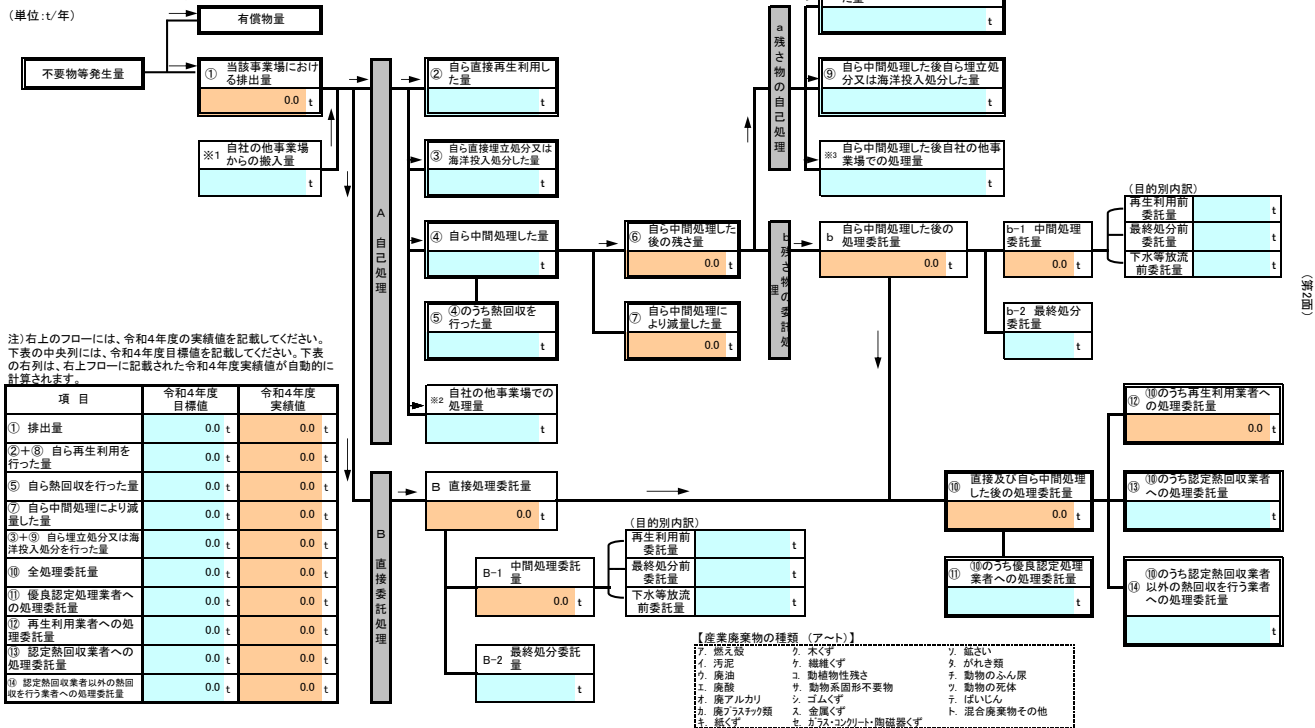 (単位:t/年)
有償物量
不要物等発生量
① 当該事業場におけ
る排出量
0.0 t
※1 自社の他事業場
からの搬入量
t
A 自己処理
② 自ら直接再生利用し
た量
t
③ 自ら直接埋立処分又は
海洋投入処分した量
t
④ 自ら中間処理した量
t
⑤ ④のうち熱回収を
行った量
t
※2 自社の他事業場での
処理量
t
⑥ 自ら中間処理した
後の残さ量
0.0 t
⑦ 自ら中間処理に
より減量した量
0.0 t
a 残さ物の自己処理
た量
t
⑨ 自ら中間処理した後自ら埋立処
分又は海洋投入処分した量
t
※3 自ら中間処理した後自社の他事
業場での処理量
t
b 残さ物の委託処理
b 自ら中間処理した後の
処理委託量
0.0 t
b-1 中間処理
委託量
0.0 t
(目的別内訳)
再生利用前
委託量
t
最終処分前
委託量
t
下水等放流
前委託量
t
b-2 最終処分
委託量
t
(第2面)
注)右上のフローには、令和4年度の実績値を記載してください。
下表の中央列には、令和4年度目標値を記載してください。下表
の右列は、右上フローに記載された令和4年度実績値が自動的に
計算されます。
項 目 令和4年度 目標値 令和4年度 実績値
① 排出量 0.0 t 0.0 t
②+⑧ 自ら再生利用を
行った量 0.0 t 0.0 t
⑤ 自ら熱回収を行った量 0.0 t 0.0 t
⑦ 自ら中間処理により減
量した量 0.0 t 0.0 t
③+⑨ 自ら埋立処分又は海
洋投入処分を行った量 0.0 t 0.0 t
⑩ 全処理委託量 0.0 t 0.0 t
⑪ 優良認定処理業者へ
の処理委託量 0.0 t 0.0 t
⑫ 再生利用業者への処
理委託量 0.0 t 0.0 t
⑬ 認定熱回収業者への
処理委託量 0.0 t 0.0 t
⑭ 認定熱回収業者以外の熱回
収を行う業者への処理委託量 0.0 t 0.0 t
B 直接委託処理
B 直接処理委託量
0.0 t
B-1 中間処理委託
量
0.0 t
(目的別内訳)
再生利用前
委託量
t
最終処分前
委託量
t
下水等放流
前委託量
t
B-2 最終処分委託
量
t
⑩ 直接及び自ら中間処理
した後の処理委託量
0.0 t
⑪ ⑩のうち優良認定処理
業者への処理委託量
t
⑫ ⑩のうち再生利用業者へ
の処理委託量
0.0 t
⑬ ⑩のうち認定熱回収業者
への処理委託量
t
⑭ ⑩のうち認定熱回収業者
以外の熱回収を行う業者
への処理委託量
t
【産業廃棄物の種類 (ア~ト)】
ア. 燃え殻 ク. 木くず ソ. 鉱さい
イ. 汚泥 ケ. 繊維くず タ. がれき類
ウ. 廃油 コ. 動植物性残さ チ. 動物のふん尿
エ. 廃酸 サ. 動物系固形不要物 ツ. 動物の死体
オ. 廃アルカリ シ. ゴムくず テ. ばいじん
カ. 廃プラスチック類 ス. 金属くず ト. 混合廃棄物その他
キ. 紙くず セ. ガラス・コンクリート・陶磁器くず